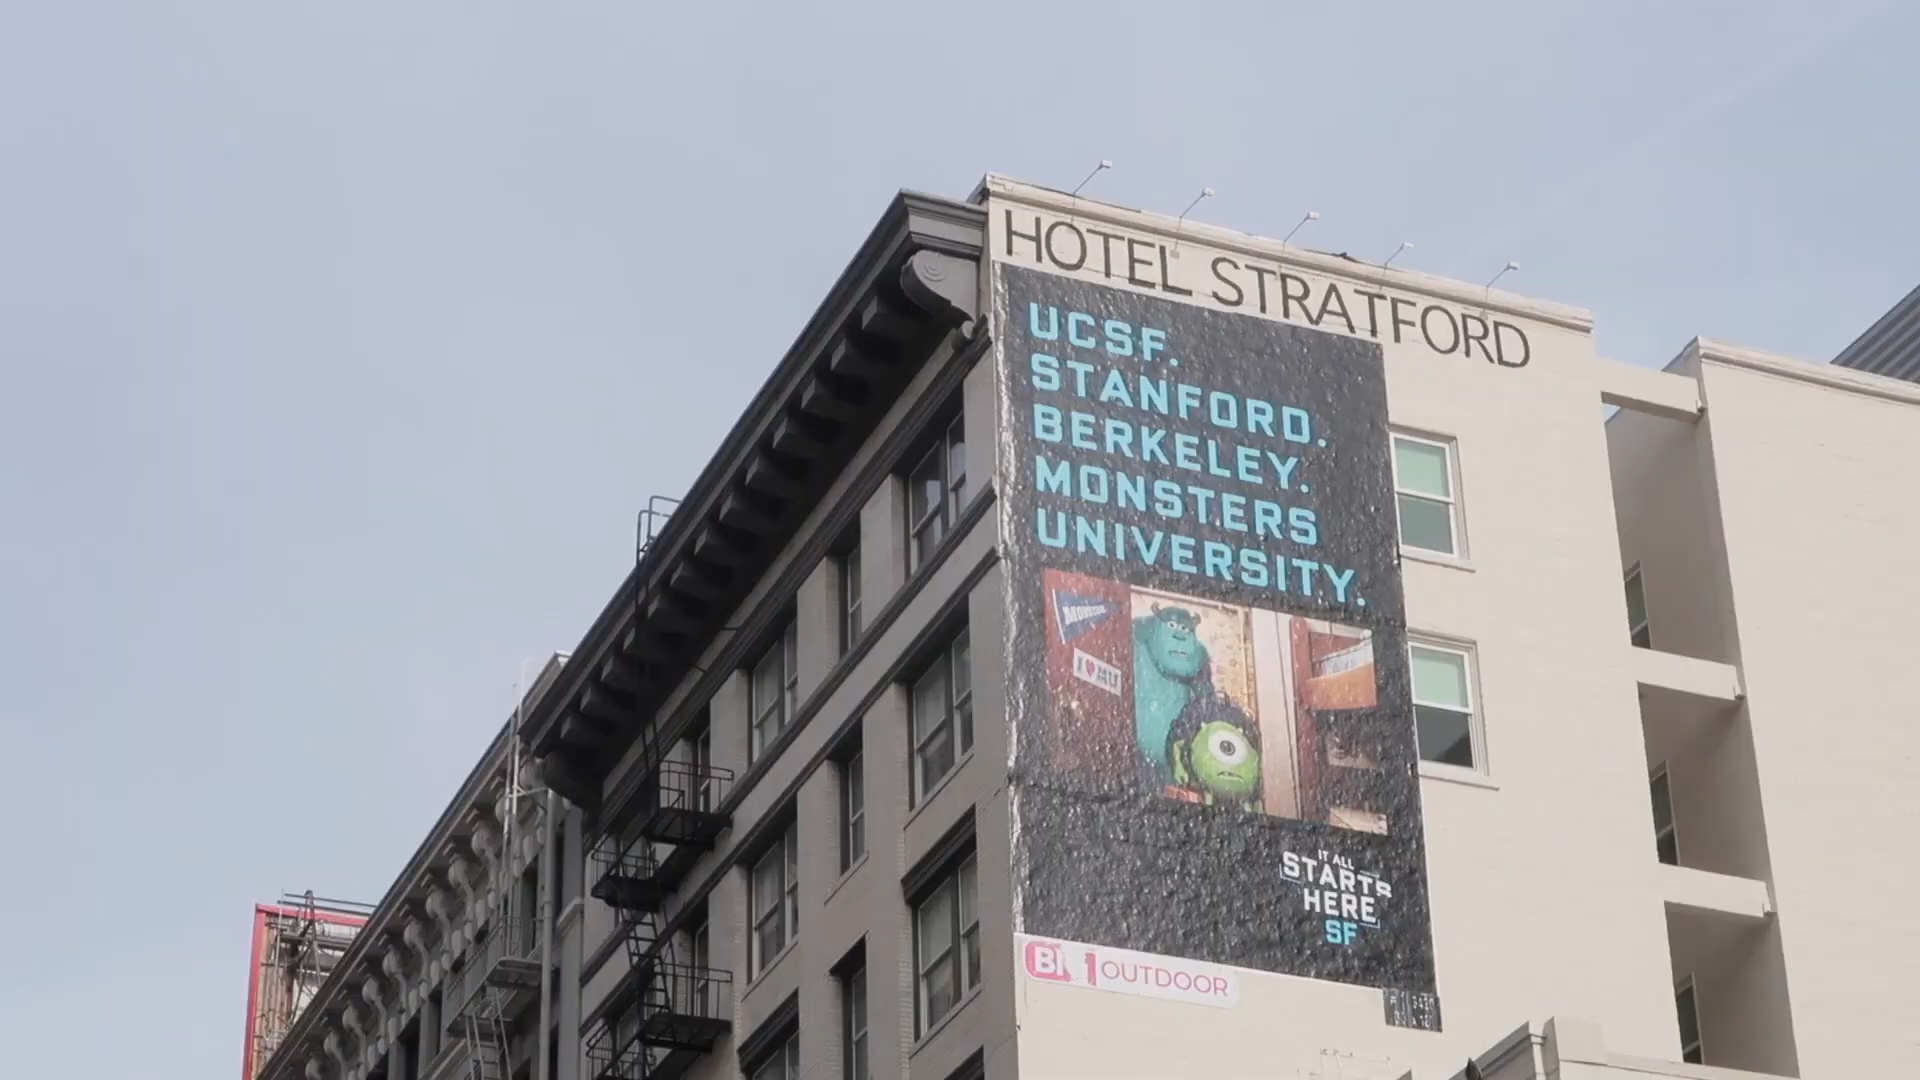 HOTEL STRATFORD
UCSF.
STANFORD.
BERKELEY.
MONSTERS
UNIVERSITY.
I ♥ MU
IT ALL
STARTS
HERE
SF
OUTDOOR